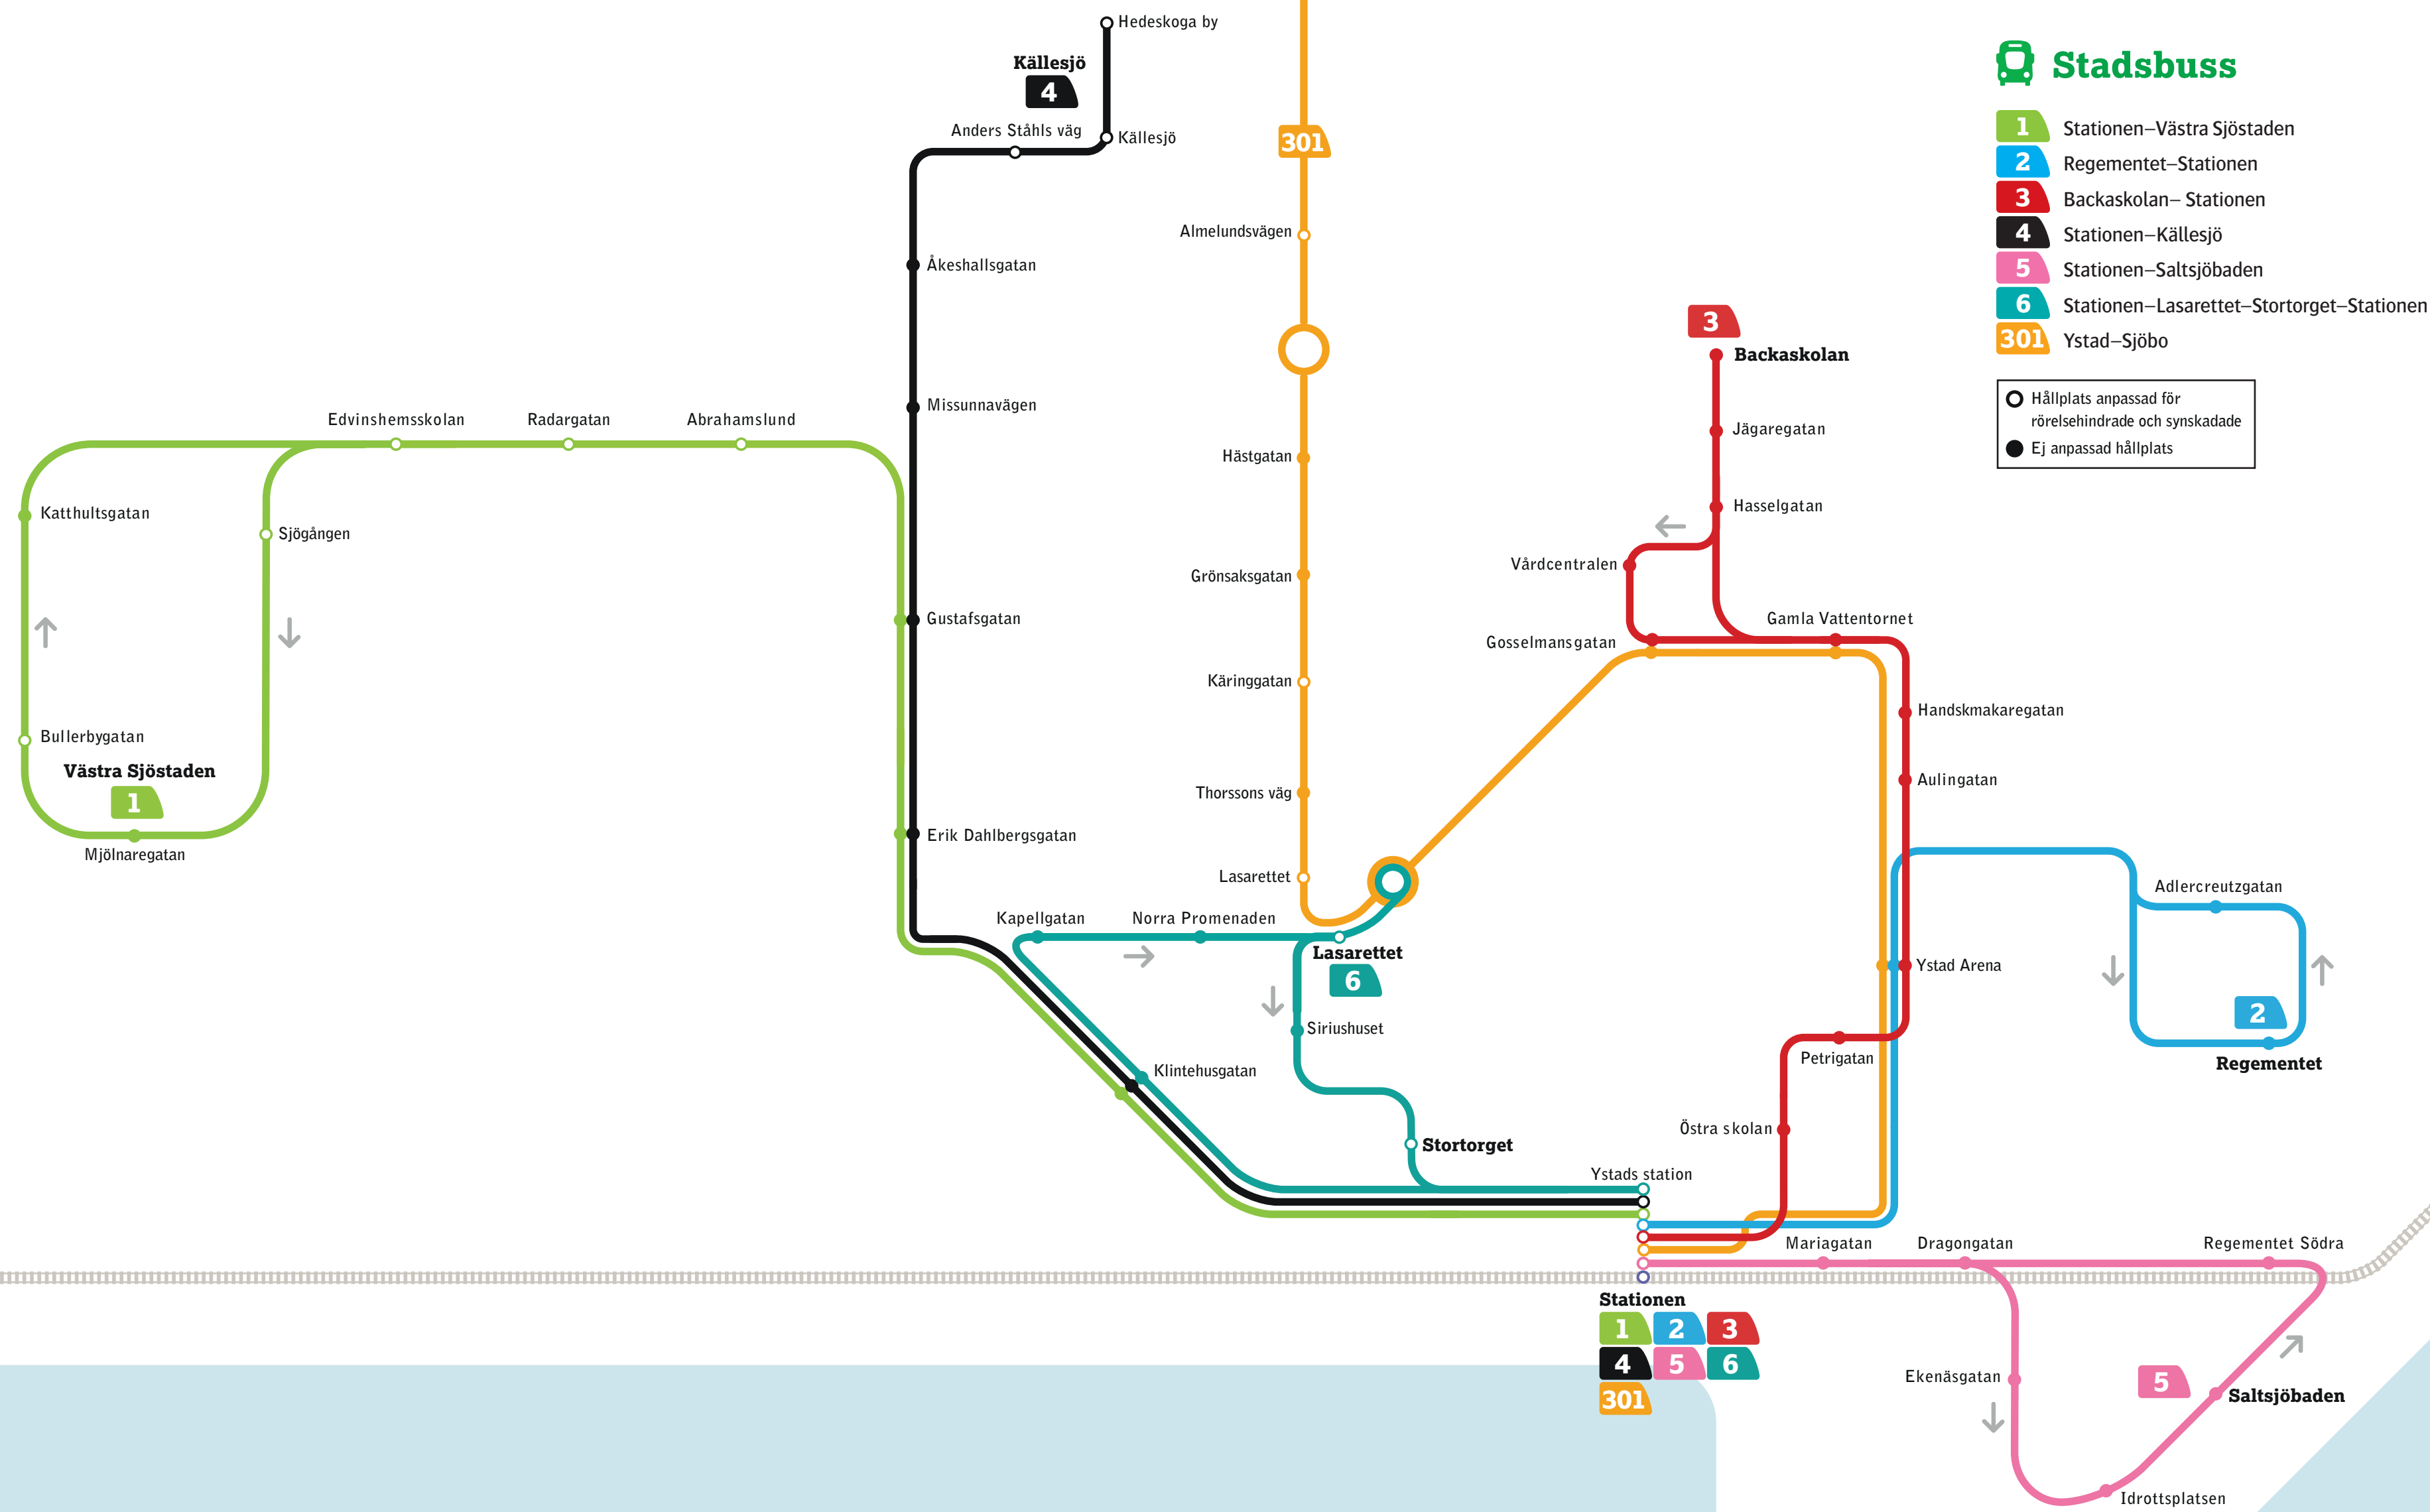 Hedeskoga by
Källesjö
4
Anders Ståhls väg
Källesjö
301
Almelundsvägen
Åkeshallsgatan
Missunnavägen
Edvinshemsskolan
Radargatan
Abrahamslund
Katthultsgatan
Sjögången
Bullerbygatan
Västra Sjöstaden
1
Mjölnaregatan
Gustafsgatan
Erik Dahlbergsgatan
Hästgatan
Grönsaksgatan
Käringgatan
Thorssons väg
Lasarettet
Kapellgatan
Norra Promenaden
Lasarettet
6
Siriushuset
Klintehusgatan
Stortorget
Ystads station
3
Backaskolan
Jägaregatan
Hasselgatan
Vårdcentralen
Gosselmansgatan
Gamla Vattentornet
Handskmakaregatan
Aulingatan
Ystad Arena
Petrigatan
Östra skolan
Adlercreutzgatan
2
Regementet
Mariagatan
Dragongatan
Regementet Södra
Ekenäsgatan
5
Saltsjöbaden
Idrottsplatsen
Stationen
1 2 3
4 5 6
301
Stadsbuss
1 Stationen–Västra Sjöstaden
2 Regementet–Stationen
3 Backaskolan– Stationen
4 Stationen–Källesjö
5 Stationen–Saltsjöbaden
6 Stationen–Lasarettet–Stortorget–Stationen
301 Ystad–Sjöbo
Hållplats anpassad för
rörelsehindrade och synskadade
Ej anpassad hållplats